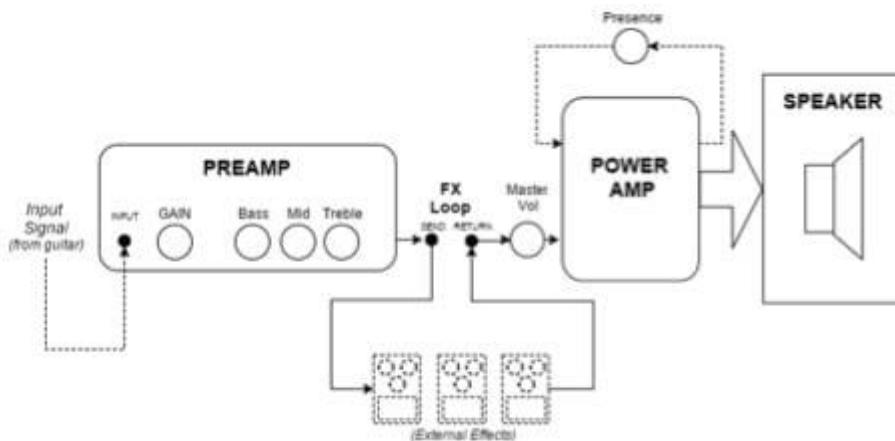 Presence
SPEAKER
PREAMP
POWER
AMP
FX
Loop
Master
Vol
Input
Signal
(from guitar)
INPUT
GAIN
Bass
Mid
Treble
SEND
RETURN
(External Effects)